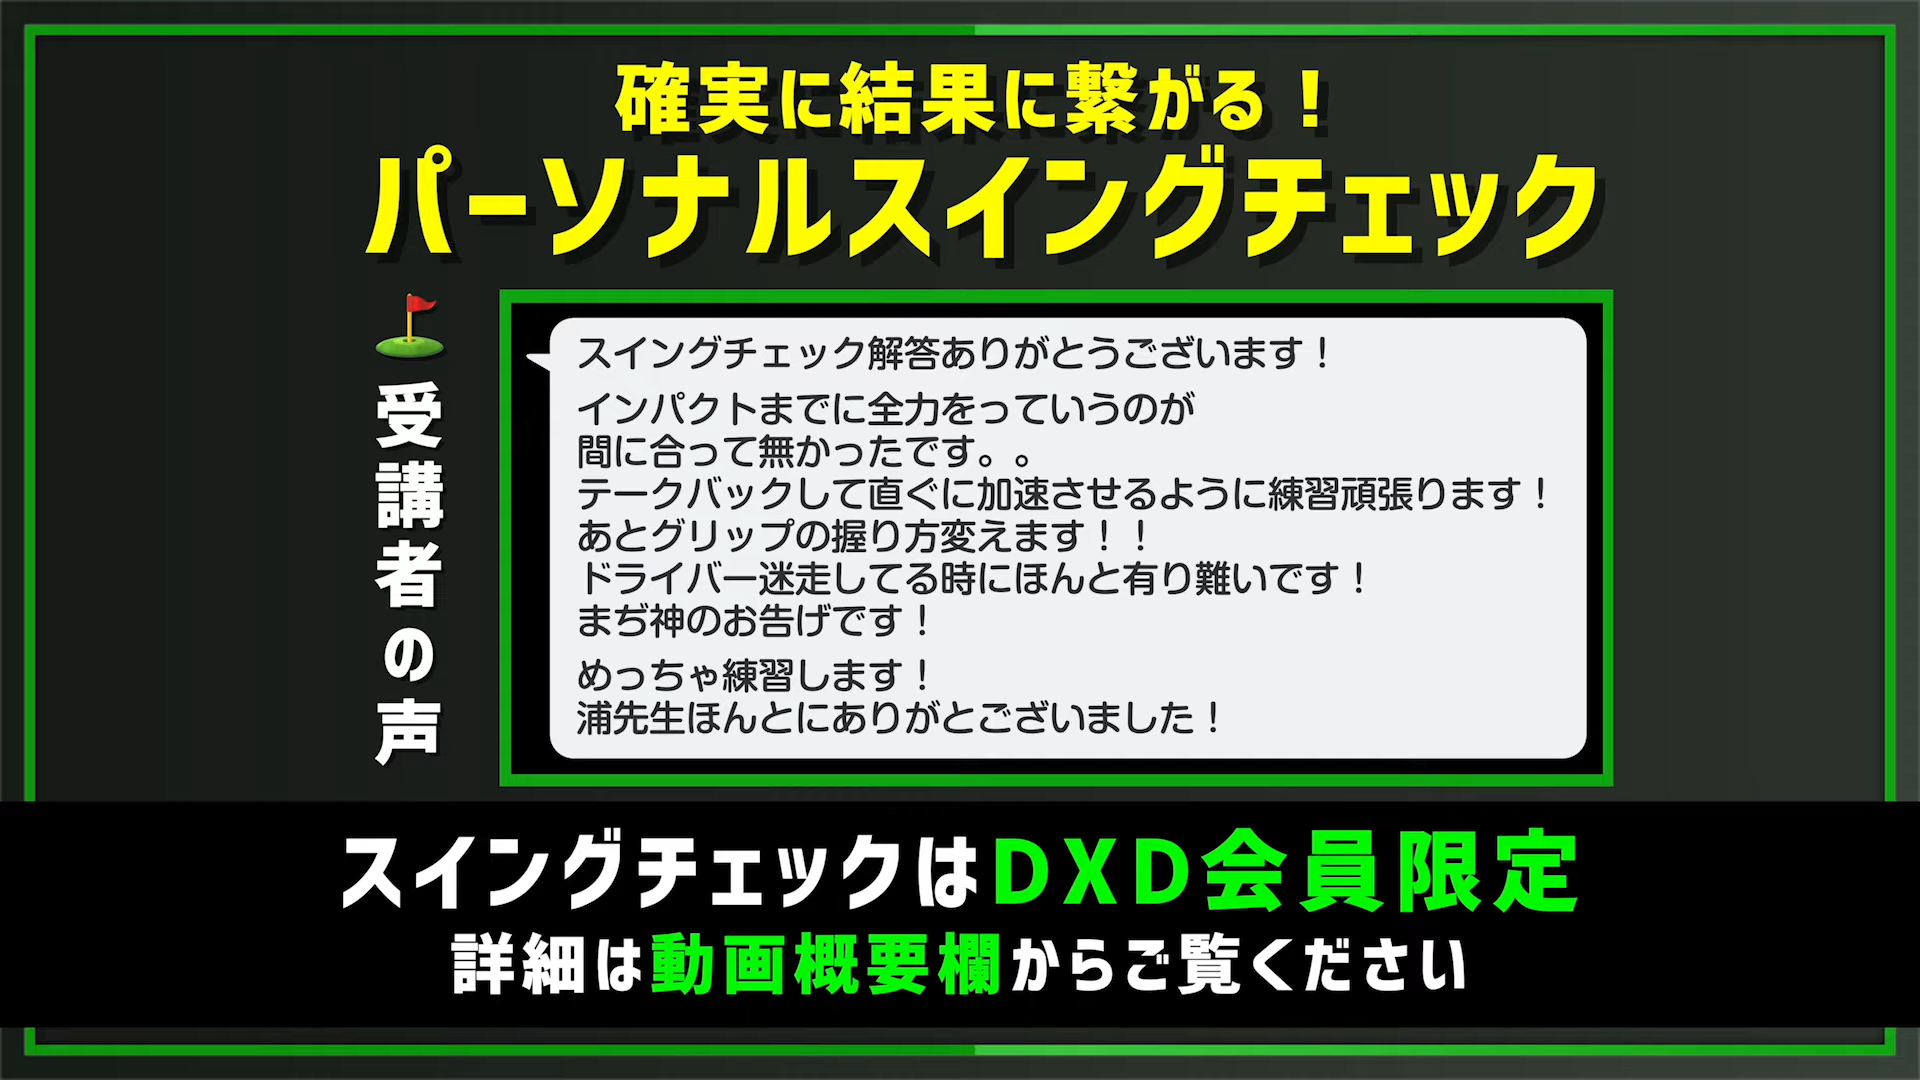 確実に結果に繋がる！
パーソナルスイングチェック
受講者の声
スイングチェック解答ありがとうございます！
インパクトまでに全力をっていうのが
間に合って無かったです。。
テークバックして直ぐに加速させるように練習頑張ります！
あとグリップの握り方変えます！！
ドライバー迷走してる時にほんと有り難いです！
まぢ神のお告げです！
めっちゃ練習します！
浦先生ほんとにありがとございました！
スイングチェックはDXD会員限定
詳細は動画概要欄からご覧ください